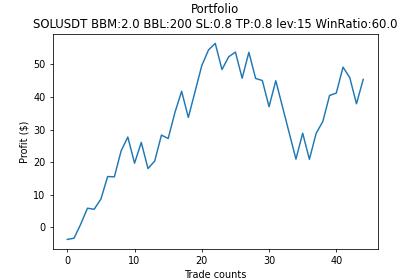 Portfolio
SOLUSDT BBM:2.0 BBL:200 SL:0.8 TP:0.8 lev:15 WinRatio:60.0
Profit ($)
50
40
30
20
10
0
0
10
20
30
40
Trade counts